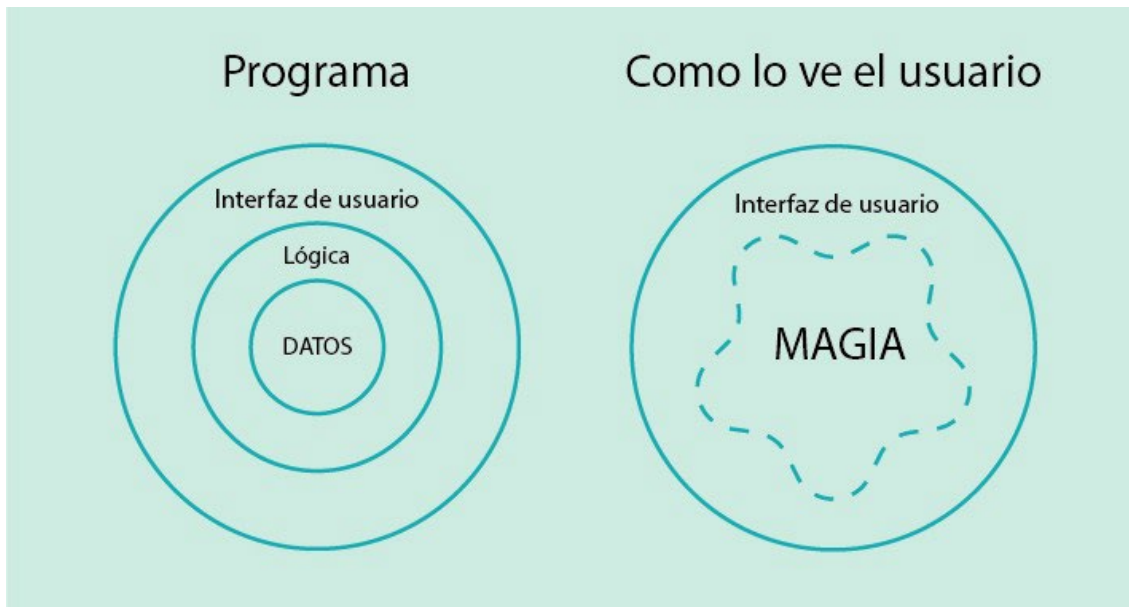 Programa
Interfaz de usuario
Lógica
DATOS
Como lo ve el usuario
Interfaz de usuario
MAGIA